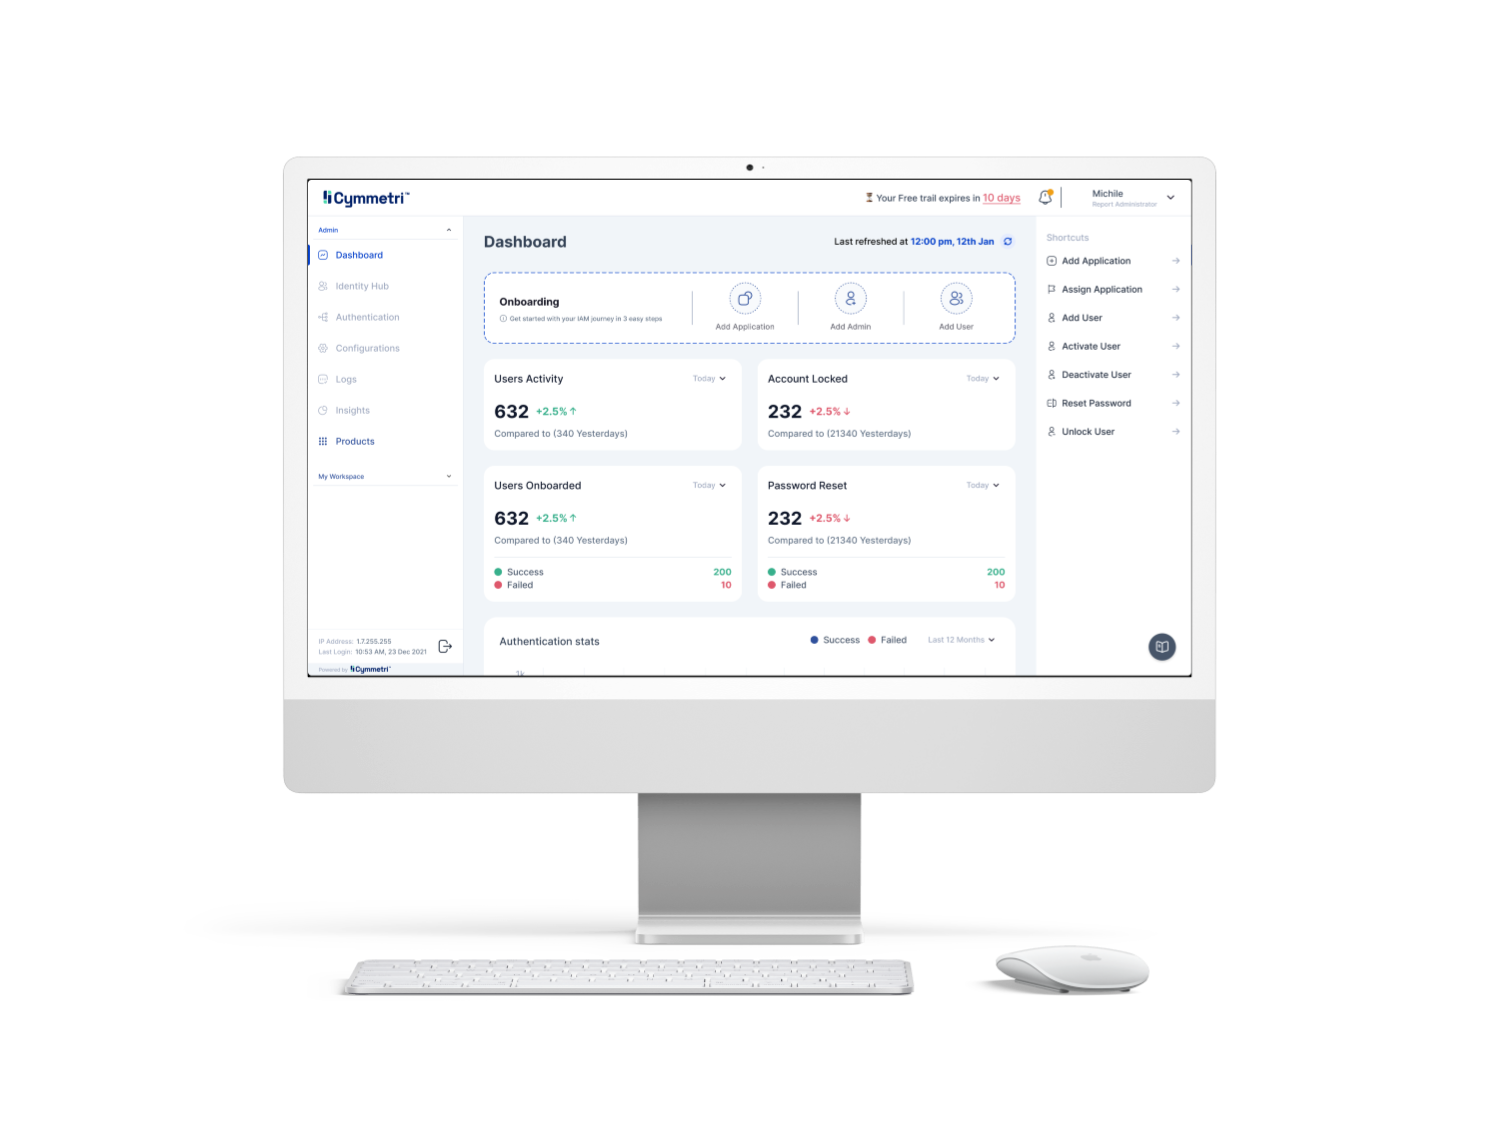 Cymmetri™
Your Free trail expires in 10 days
Michile
Report Administrator
Admin
Dashboard
Identity Hub
Authentication
Configurations
Logs
Insights
Products
My Workspace
IP Address: 1.7.255.255
Last Login: 10:53 AM, 23 Dec 2021
Powered by Cymmetri™
Dashboard
Last refreshed at 12:00 pm, 12th Jan
Onboarding
Get started with your IAM journey in 3 easy steps
Add Application
Add Admin
Add User
Users Activity
Today
632 +2.5%↑
Compared to (340 Yesterdays)
Account Locked
Today
232 +2.5%↓
Compared to (21340 Yesterdays)
Users Onboarded
Today
632 +2.5%↑
Compared to (340 Yesterdays)
Success 200
Failed 10
Password Reset
Today
232 +2.5%↓
Compared to (21340 Yesterdays)
Success 200
Failed 10
Authentication stats
Success Failed
Last 12 Months
1k
Shortcuts
Add Application
Assign Application
Add User
Activate User
Deactivate User
Reset Password
Unlock User